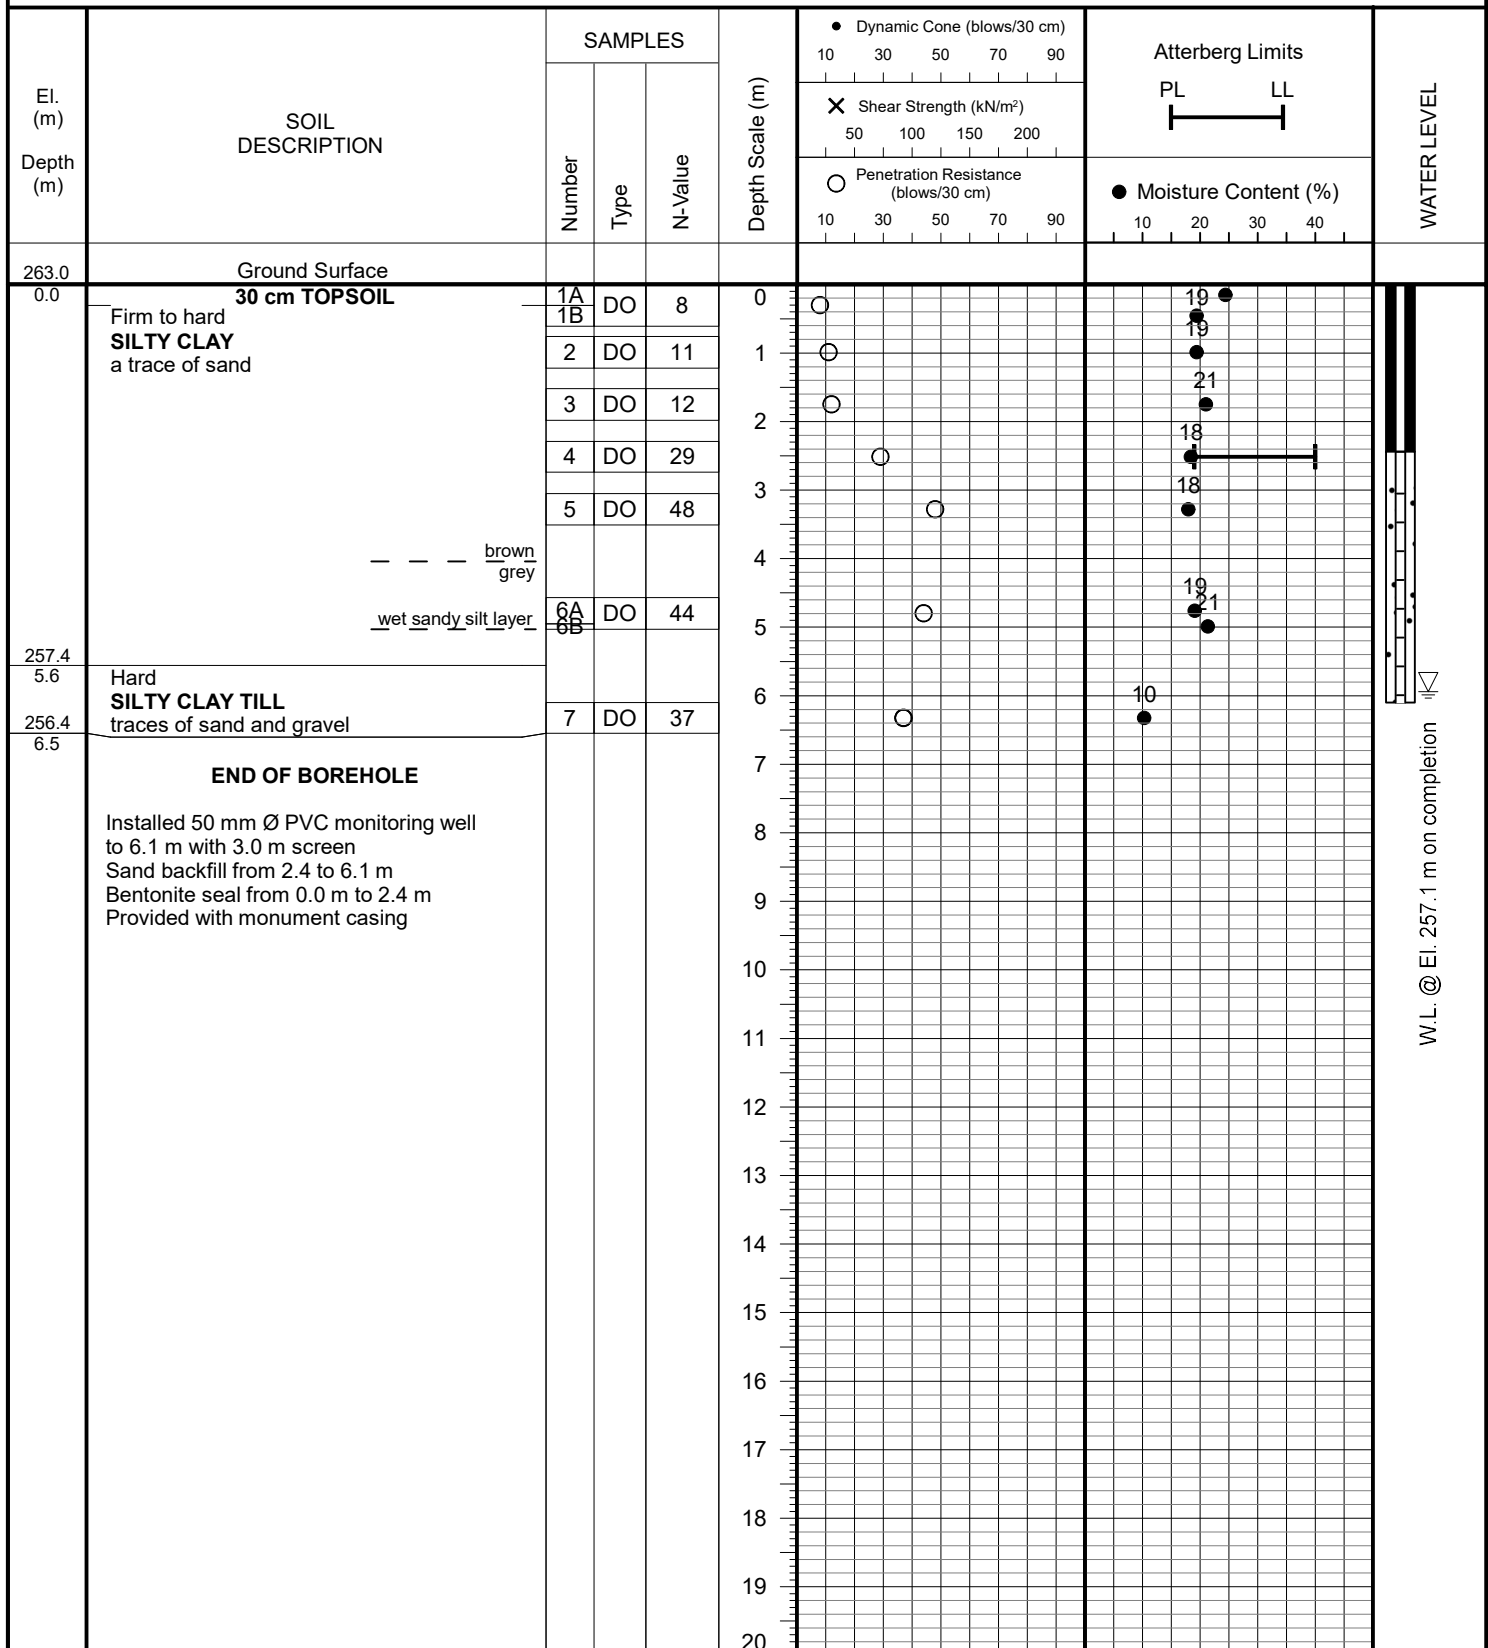 El.
(m)
Depth
(m)
SOIL
DESCRIPTION
SAMPLES
Number
Type
N-Value
Depth Scale (m)
Dynamic Cone (blows/30 cm)
10 30 50 70 90
Shear Strength (kN/m²)
50 100 150 200
Penetration Resistance
(blows/30 cm)
10 30 50 70 90
Atterberg Limits
PL LL
Moisture Content (%)
10 20 30 40
WATER LEVEL
263.0 Ground Surface
0.0 30 cm TOPSOIL 1A DO 8 0 19
Firm to hard 1B
SILTY CLAY 19
a trace of sand 2 DO 11 1
21
3 DO 12
2
18
4 DO 29
3 18
5 DO 48
brown 4
grey
19
wet sandy silt layer 6A DO 44 21
6B 5
257.4
5.6 Hard
SILTY CLAY TILL 6 10
256.4 traces of sand and gravel 7 DO 37
6.5
END OF BOREHOLE 7
Installed 50 mm Ø PVC monitoring well 8
to 6.1 m with 3.0 m screen
Sand backfill from 2.4 to 6.1 m
Bentonite seal from 0.0 m to 2.4 m 9
Provided with monument casing
W.L. @ El. 257.1 m on completion
10
11
12
13
14
15
16
17
18
19
20